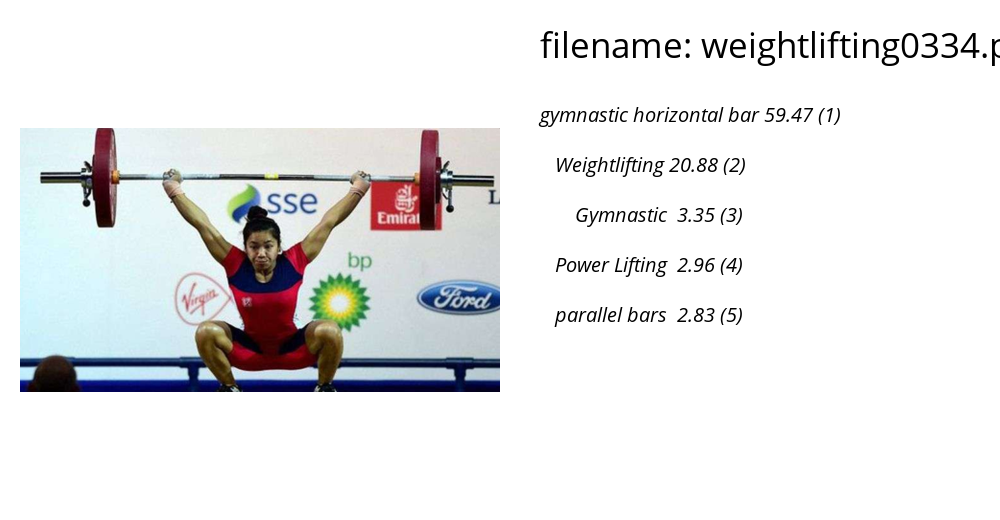 filename: weightlifting0334.p
gymnastic horizontal bar 59.47 (1)
Weightlifting 20.88 (2)
Gymnastic 3.35 (3)
Power Lifting 2.96 (4)
parallel bars 2.83 (5)
sse
Emirat
L
bp
Virgin
Ford